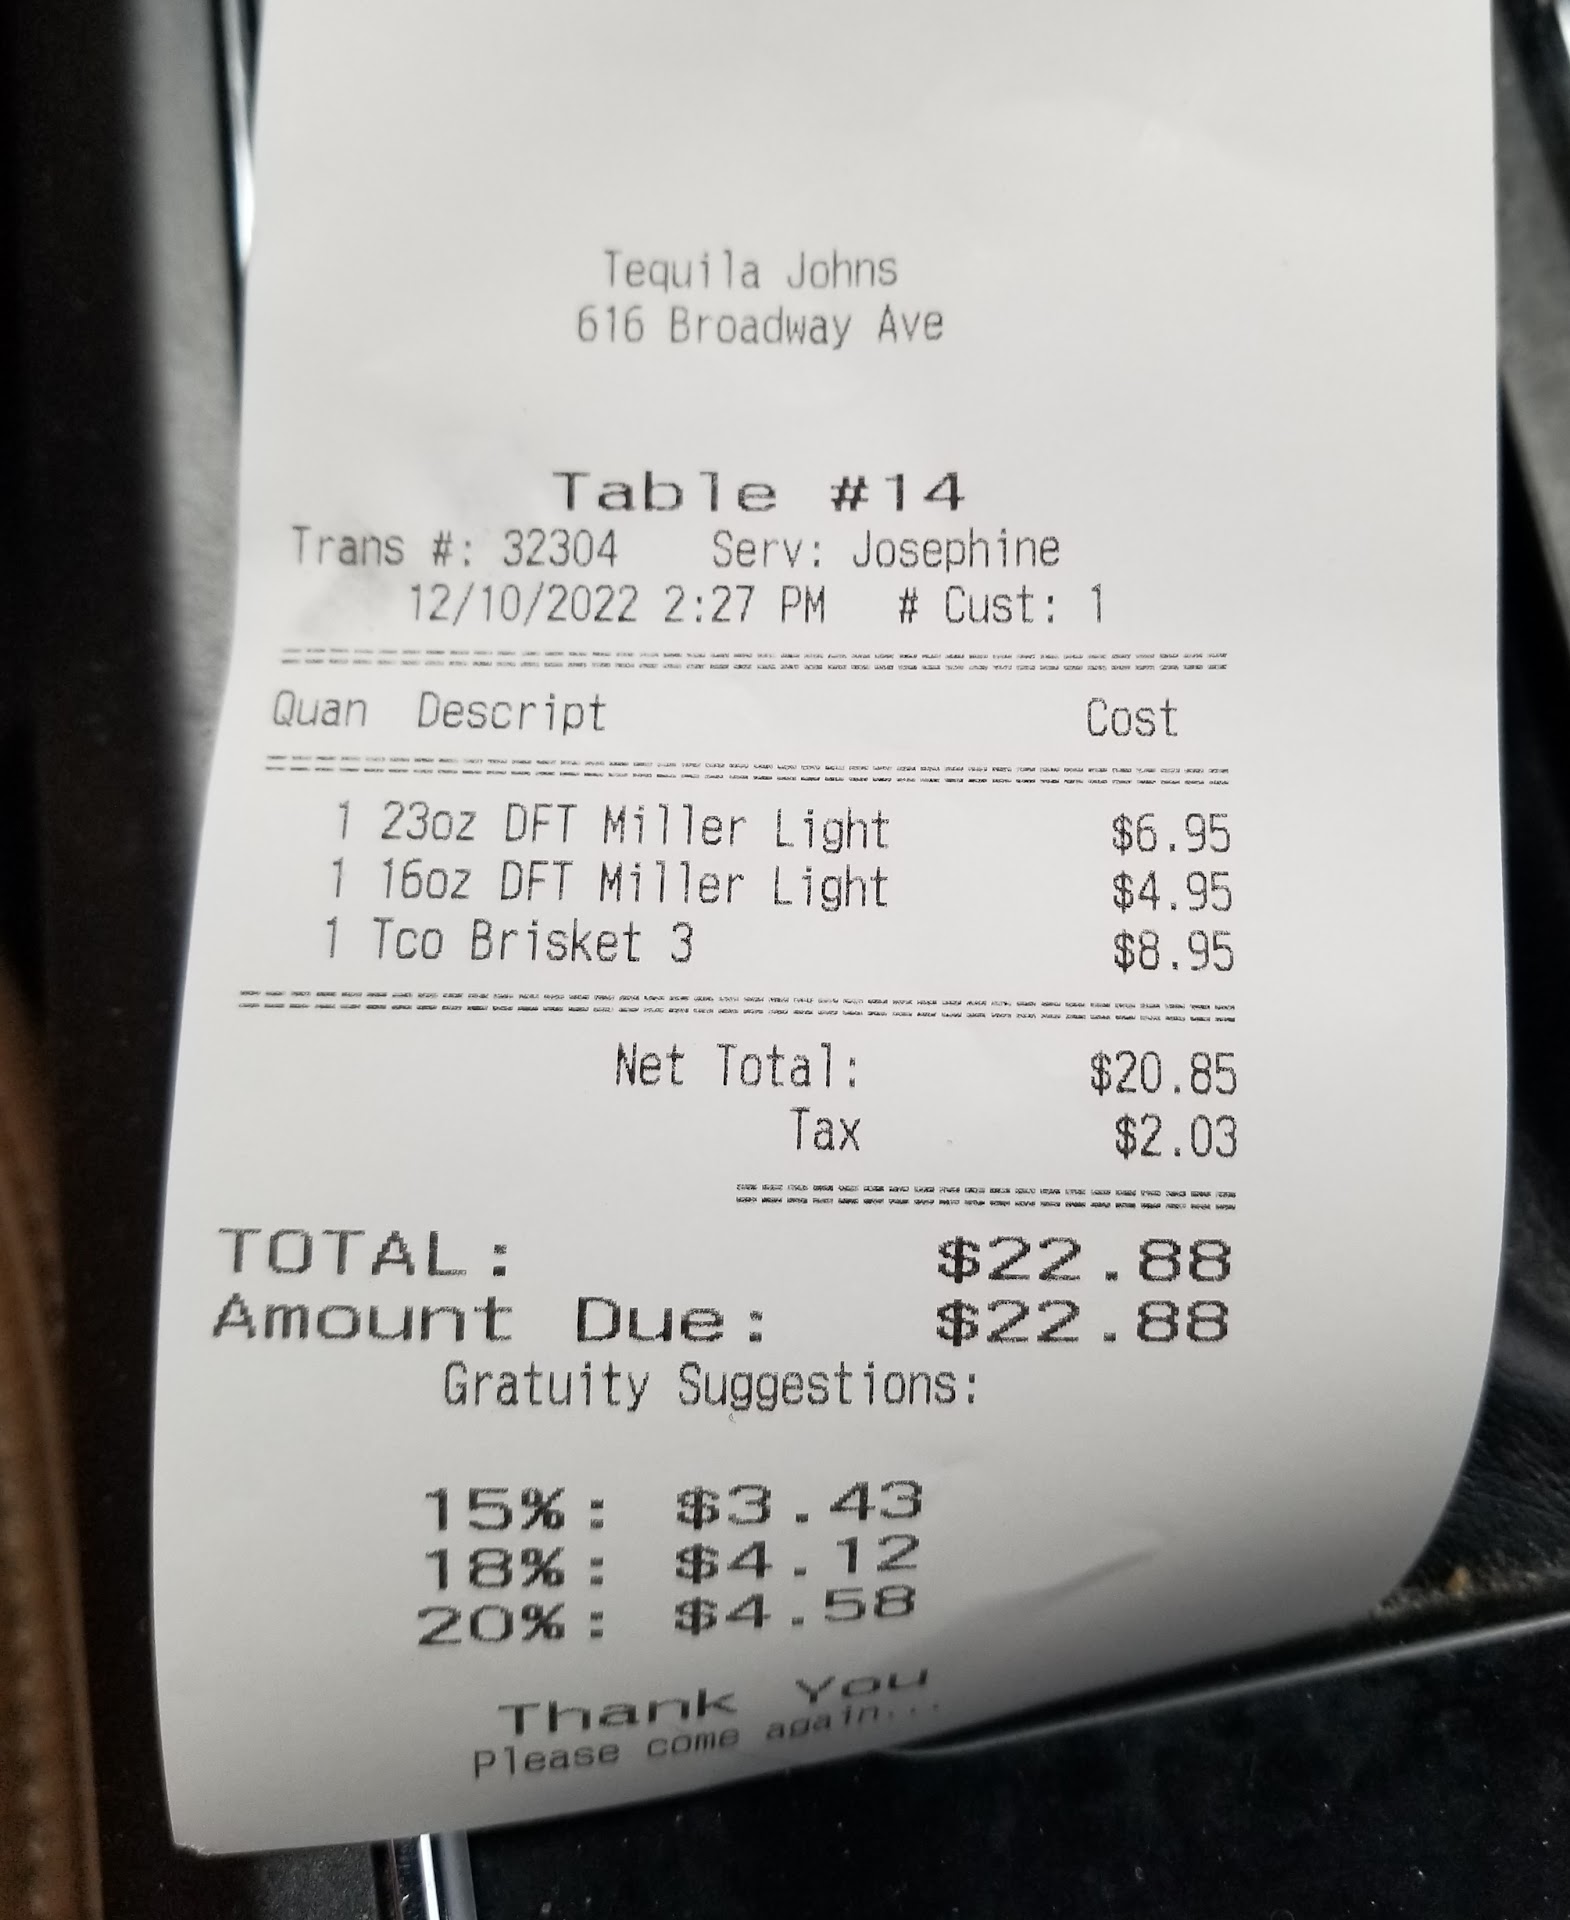 Tequila Johns
616 Broadway Ave
Table #14
Trans #: 32304 Serv: Josephine
12/10/2022 2:27 PM # Cust: 1
Quan Descript Cost
1 23oz DFT Miller Light $6.95
1 16oz DFT Miller Light $4.95
1 Tco Brisket 3 $8.95
Net Total: $20.85
Tax $2.03
TOTAL: $22.88
Amount Due: $22.88
Gratuity Suggestions:
15%: $3.43
18%: $4.12
20%: $4.58
Thank You
Please come again...